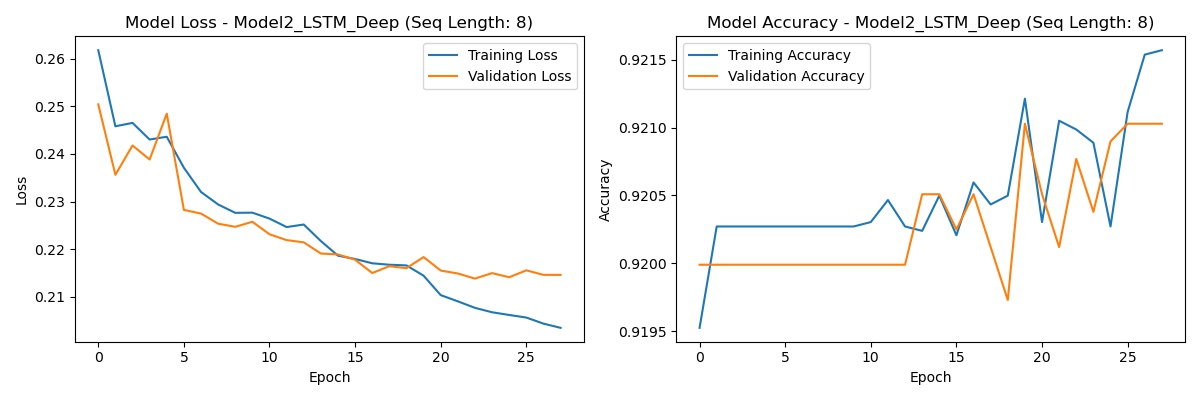 Model Loss - Model2_LSTM_Deep (Seq Length: 8)
Training Loss
Validation Loss
0.26
0.25
0.24
0.23
0.22
0.21
Loss
0 5 10 15 20 25
Epoch
Model Accuracy - Model2_LSTM_Deep (Seq Length: 8)
Training Accuracy
Validation Accuracy
0.9215
0.9210
0.9205
0.9200
0.9195
Accuracy
0 5 10 15 20 25
Epoch